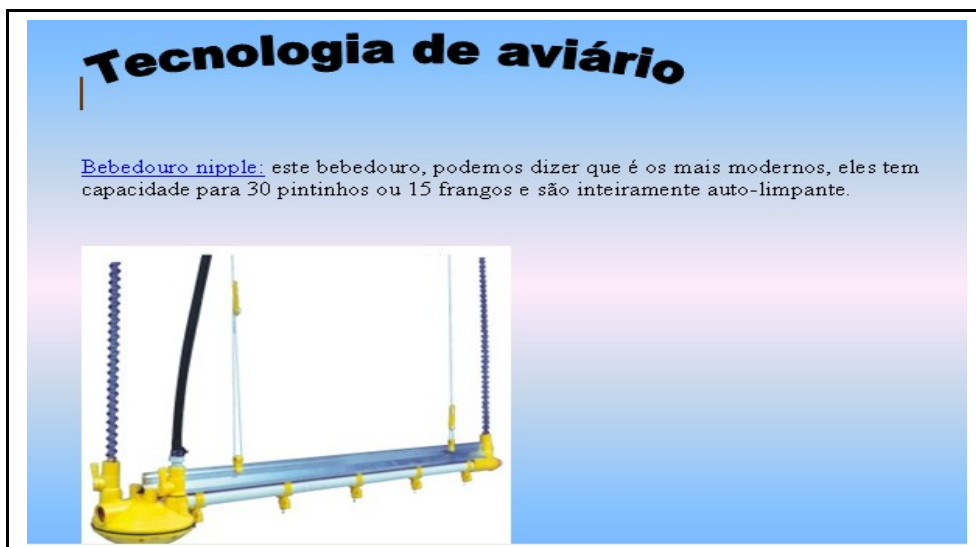 Tecnologia de aviário
Bebedouro nipple: este bebedouro, podemos dizer que é os mais modernos, eles tem
capacidade para 30 pintinhos ou 15 frangos e são inteiramente auto-limpante.